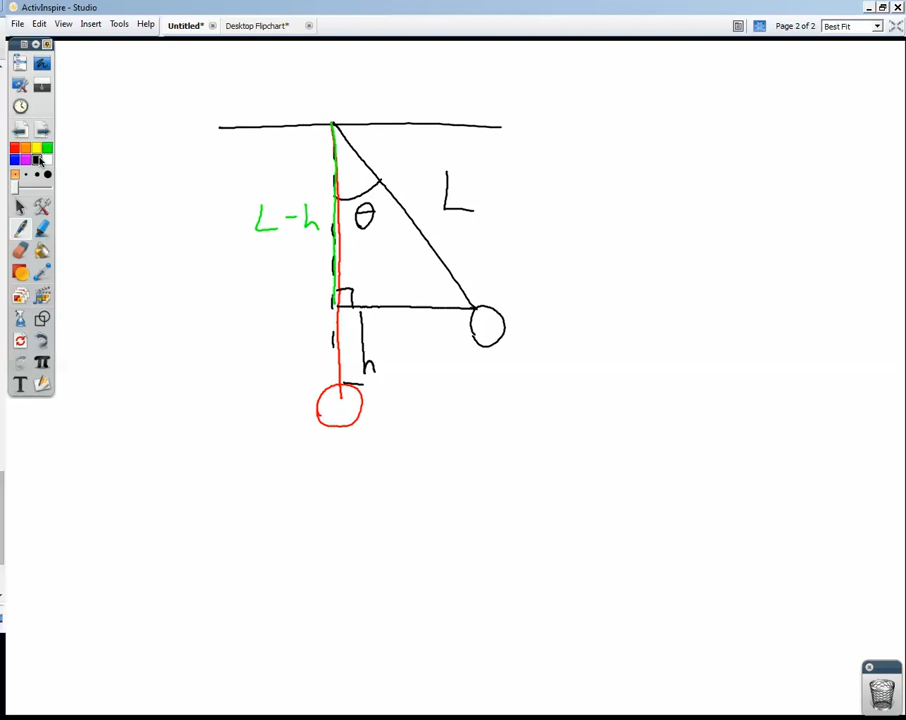 ActivInspire - Studio
File Edit View Insert Tools Help
Untitled* Desktop Flipchart* Page 2 of 2 Best Fit
L
L-h
θ
h
T